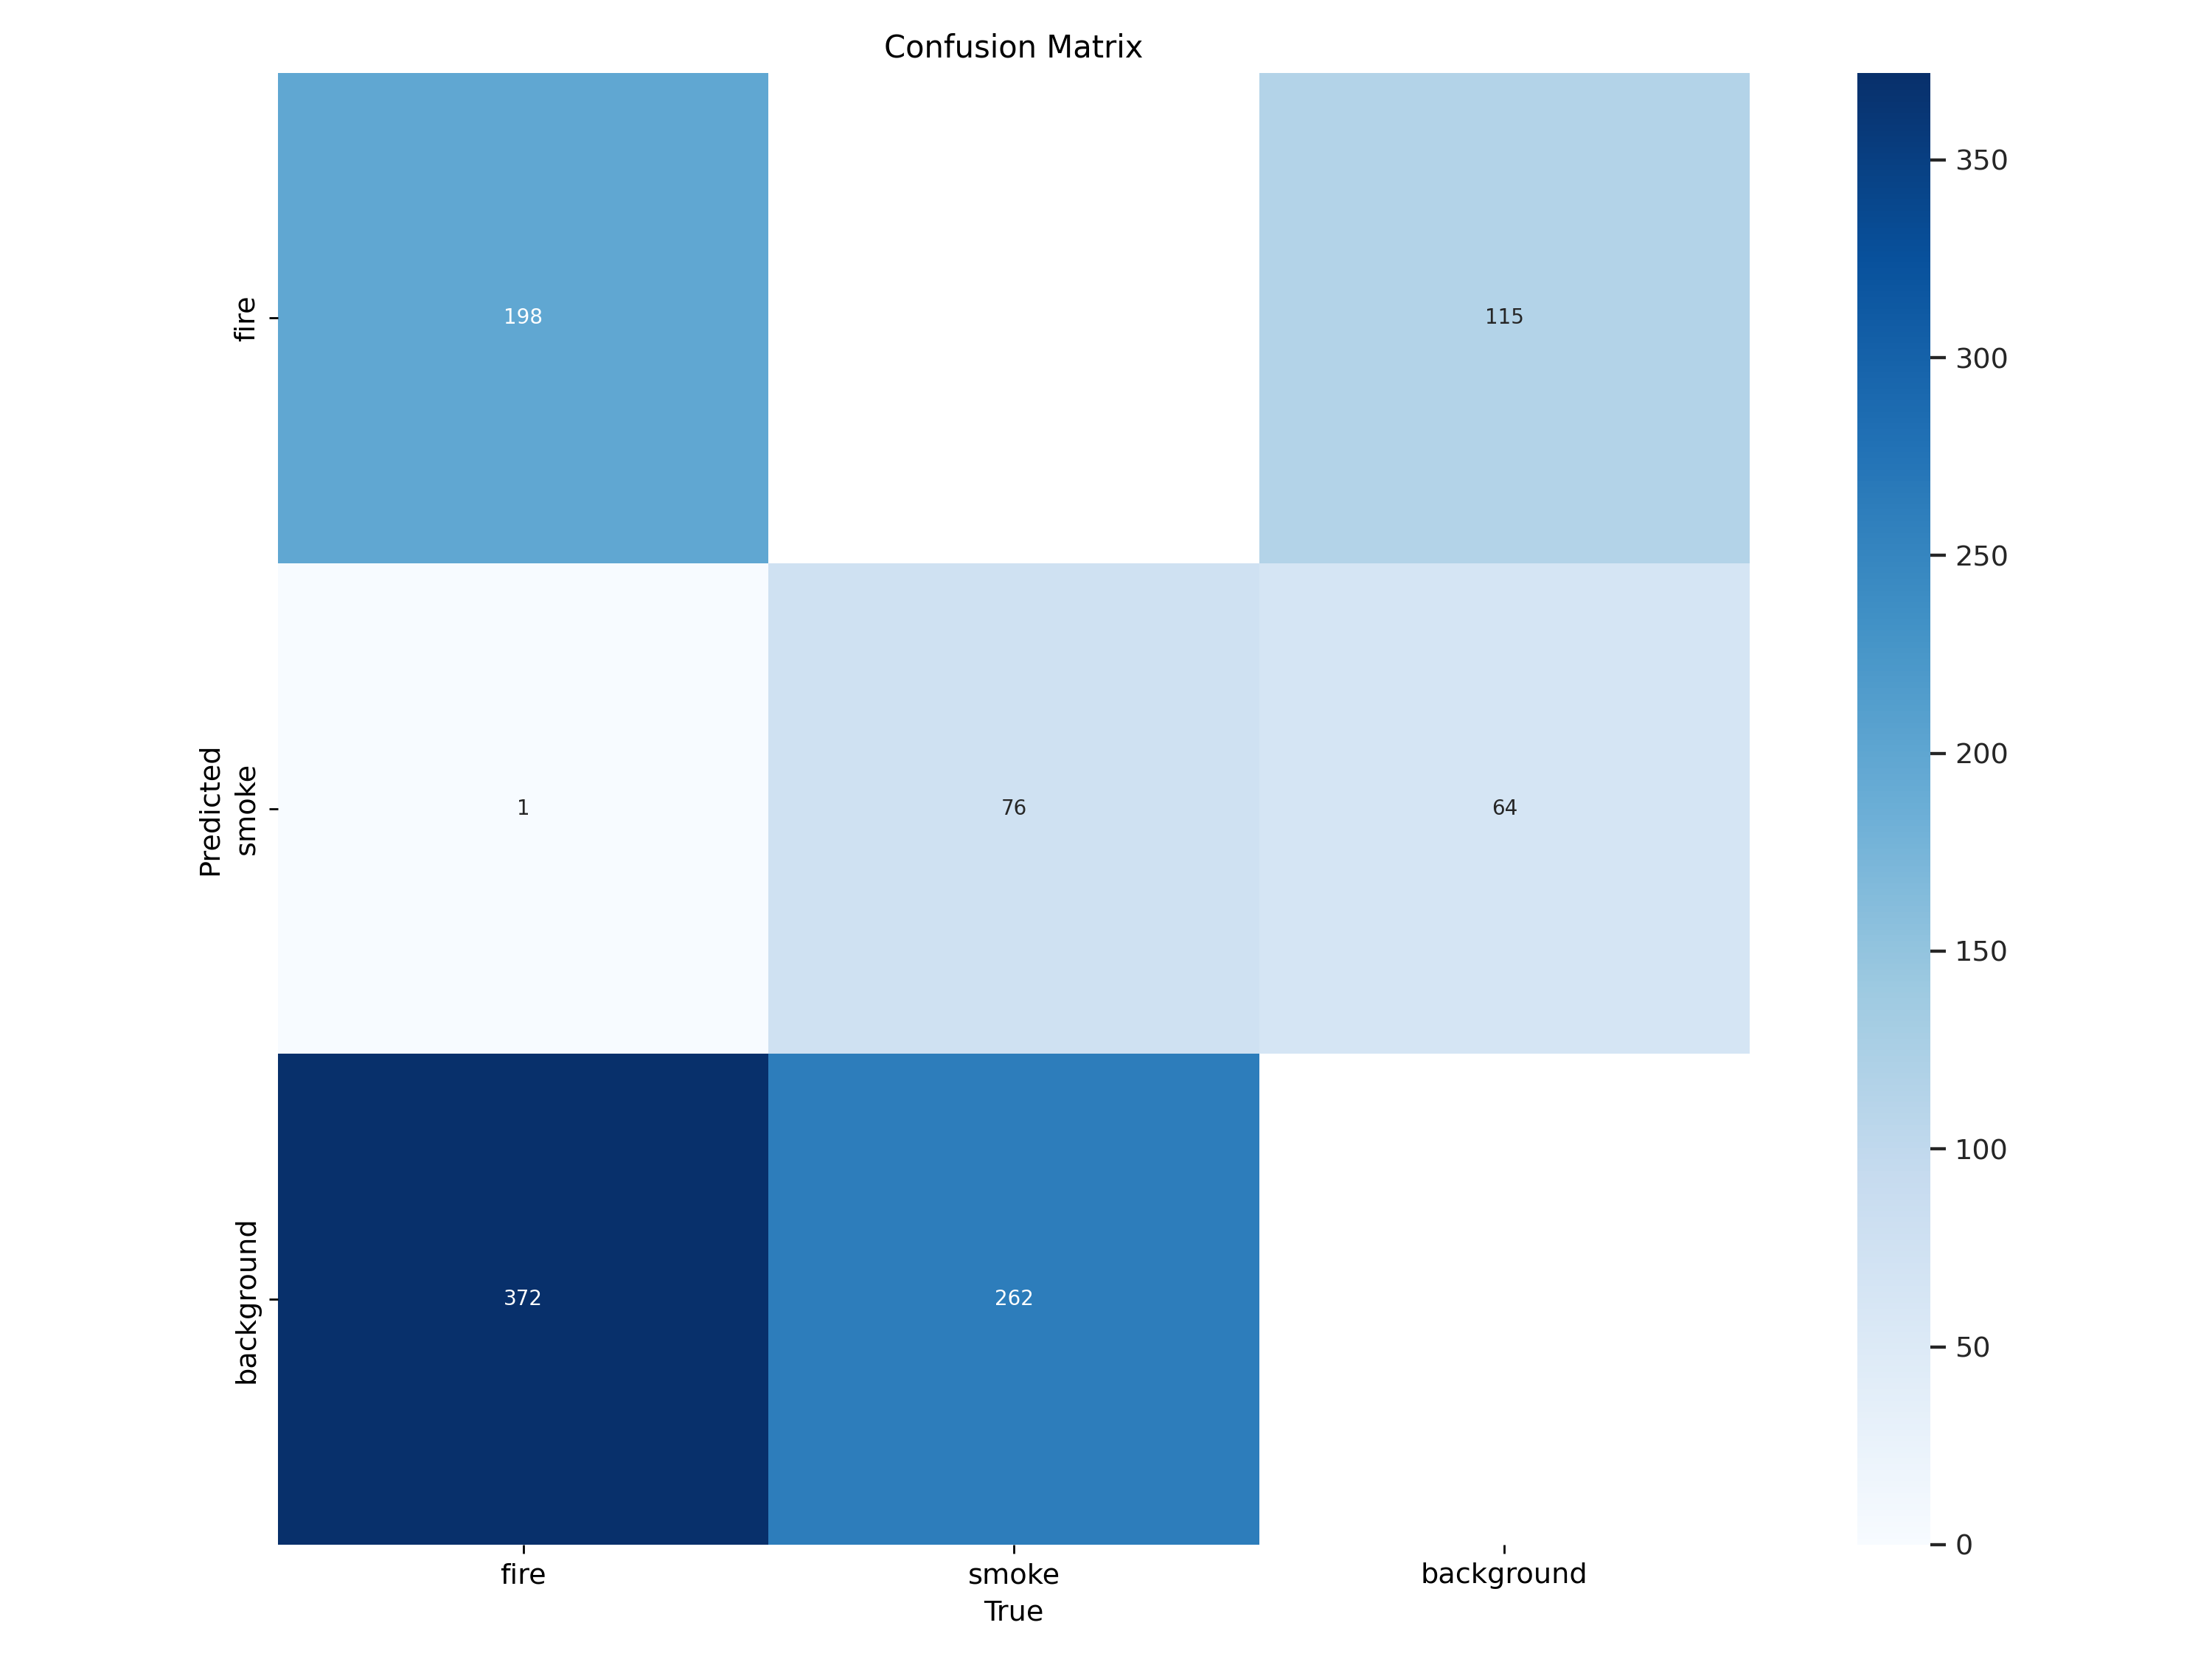 Confusion Matrix
fire
198
115
Predicted
smoke
1
76
64
background
372
262
fire
smoke
background
True
350
300
250
200
150
100
50
0